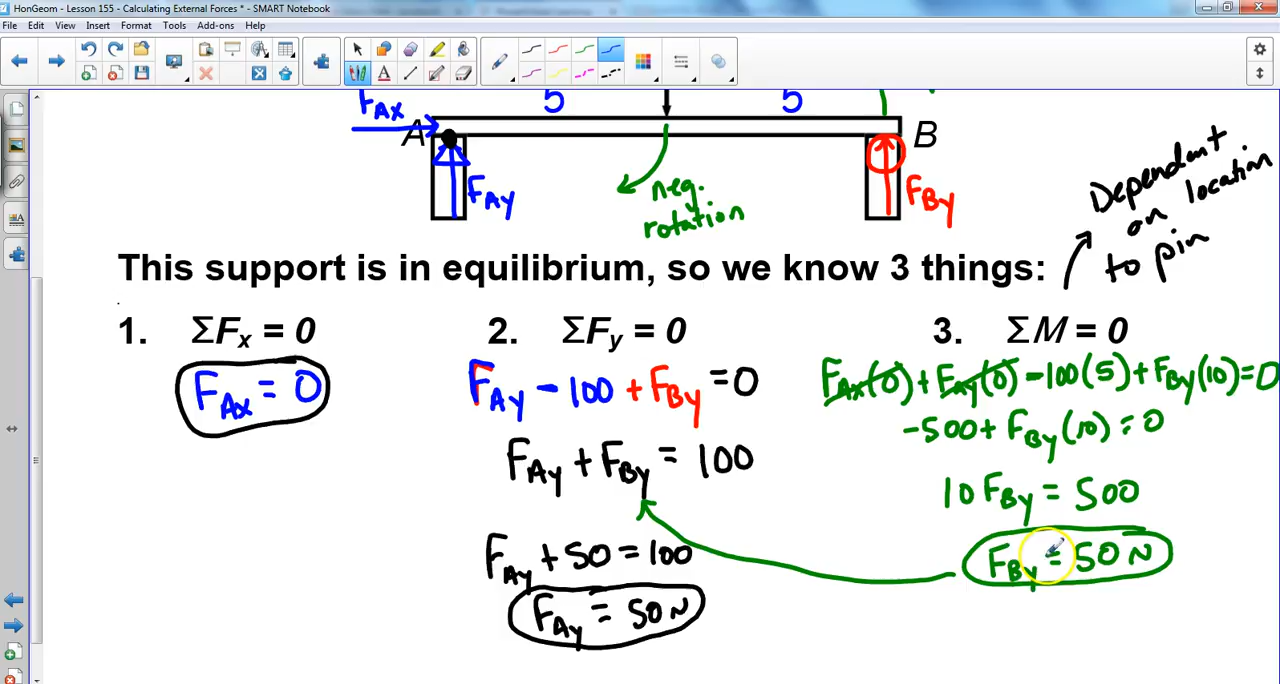 HonGeom - Lesson 155 - Calculating External Forces * - SMART Notebook
File Edit View Insert Format Tools Add-ons Help
5 5
FAx
A B
FAy
neg.
rotation
FBy
Dependant
on location
to pin
This support is in equilibrium, so we know 3 things:
1. ΣFx = 0
FAx = 0
2. ΣFy = 0
FAy - 100 + FBy = 0
FAy + FBy = 100
FAy + 50 = 100
FAy = 50 N
3. ΣM = 0
FAx(0) + FAy(0) - 100(5) + FBy(10) = 0
-500 + FBy(10) = 0
10 FBy = 500
FBy = 50 N